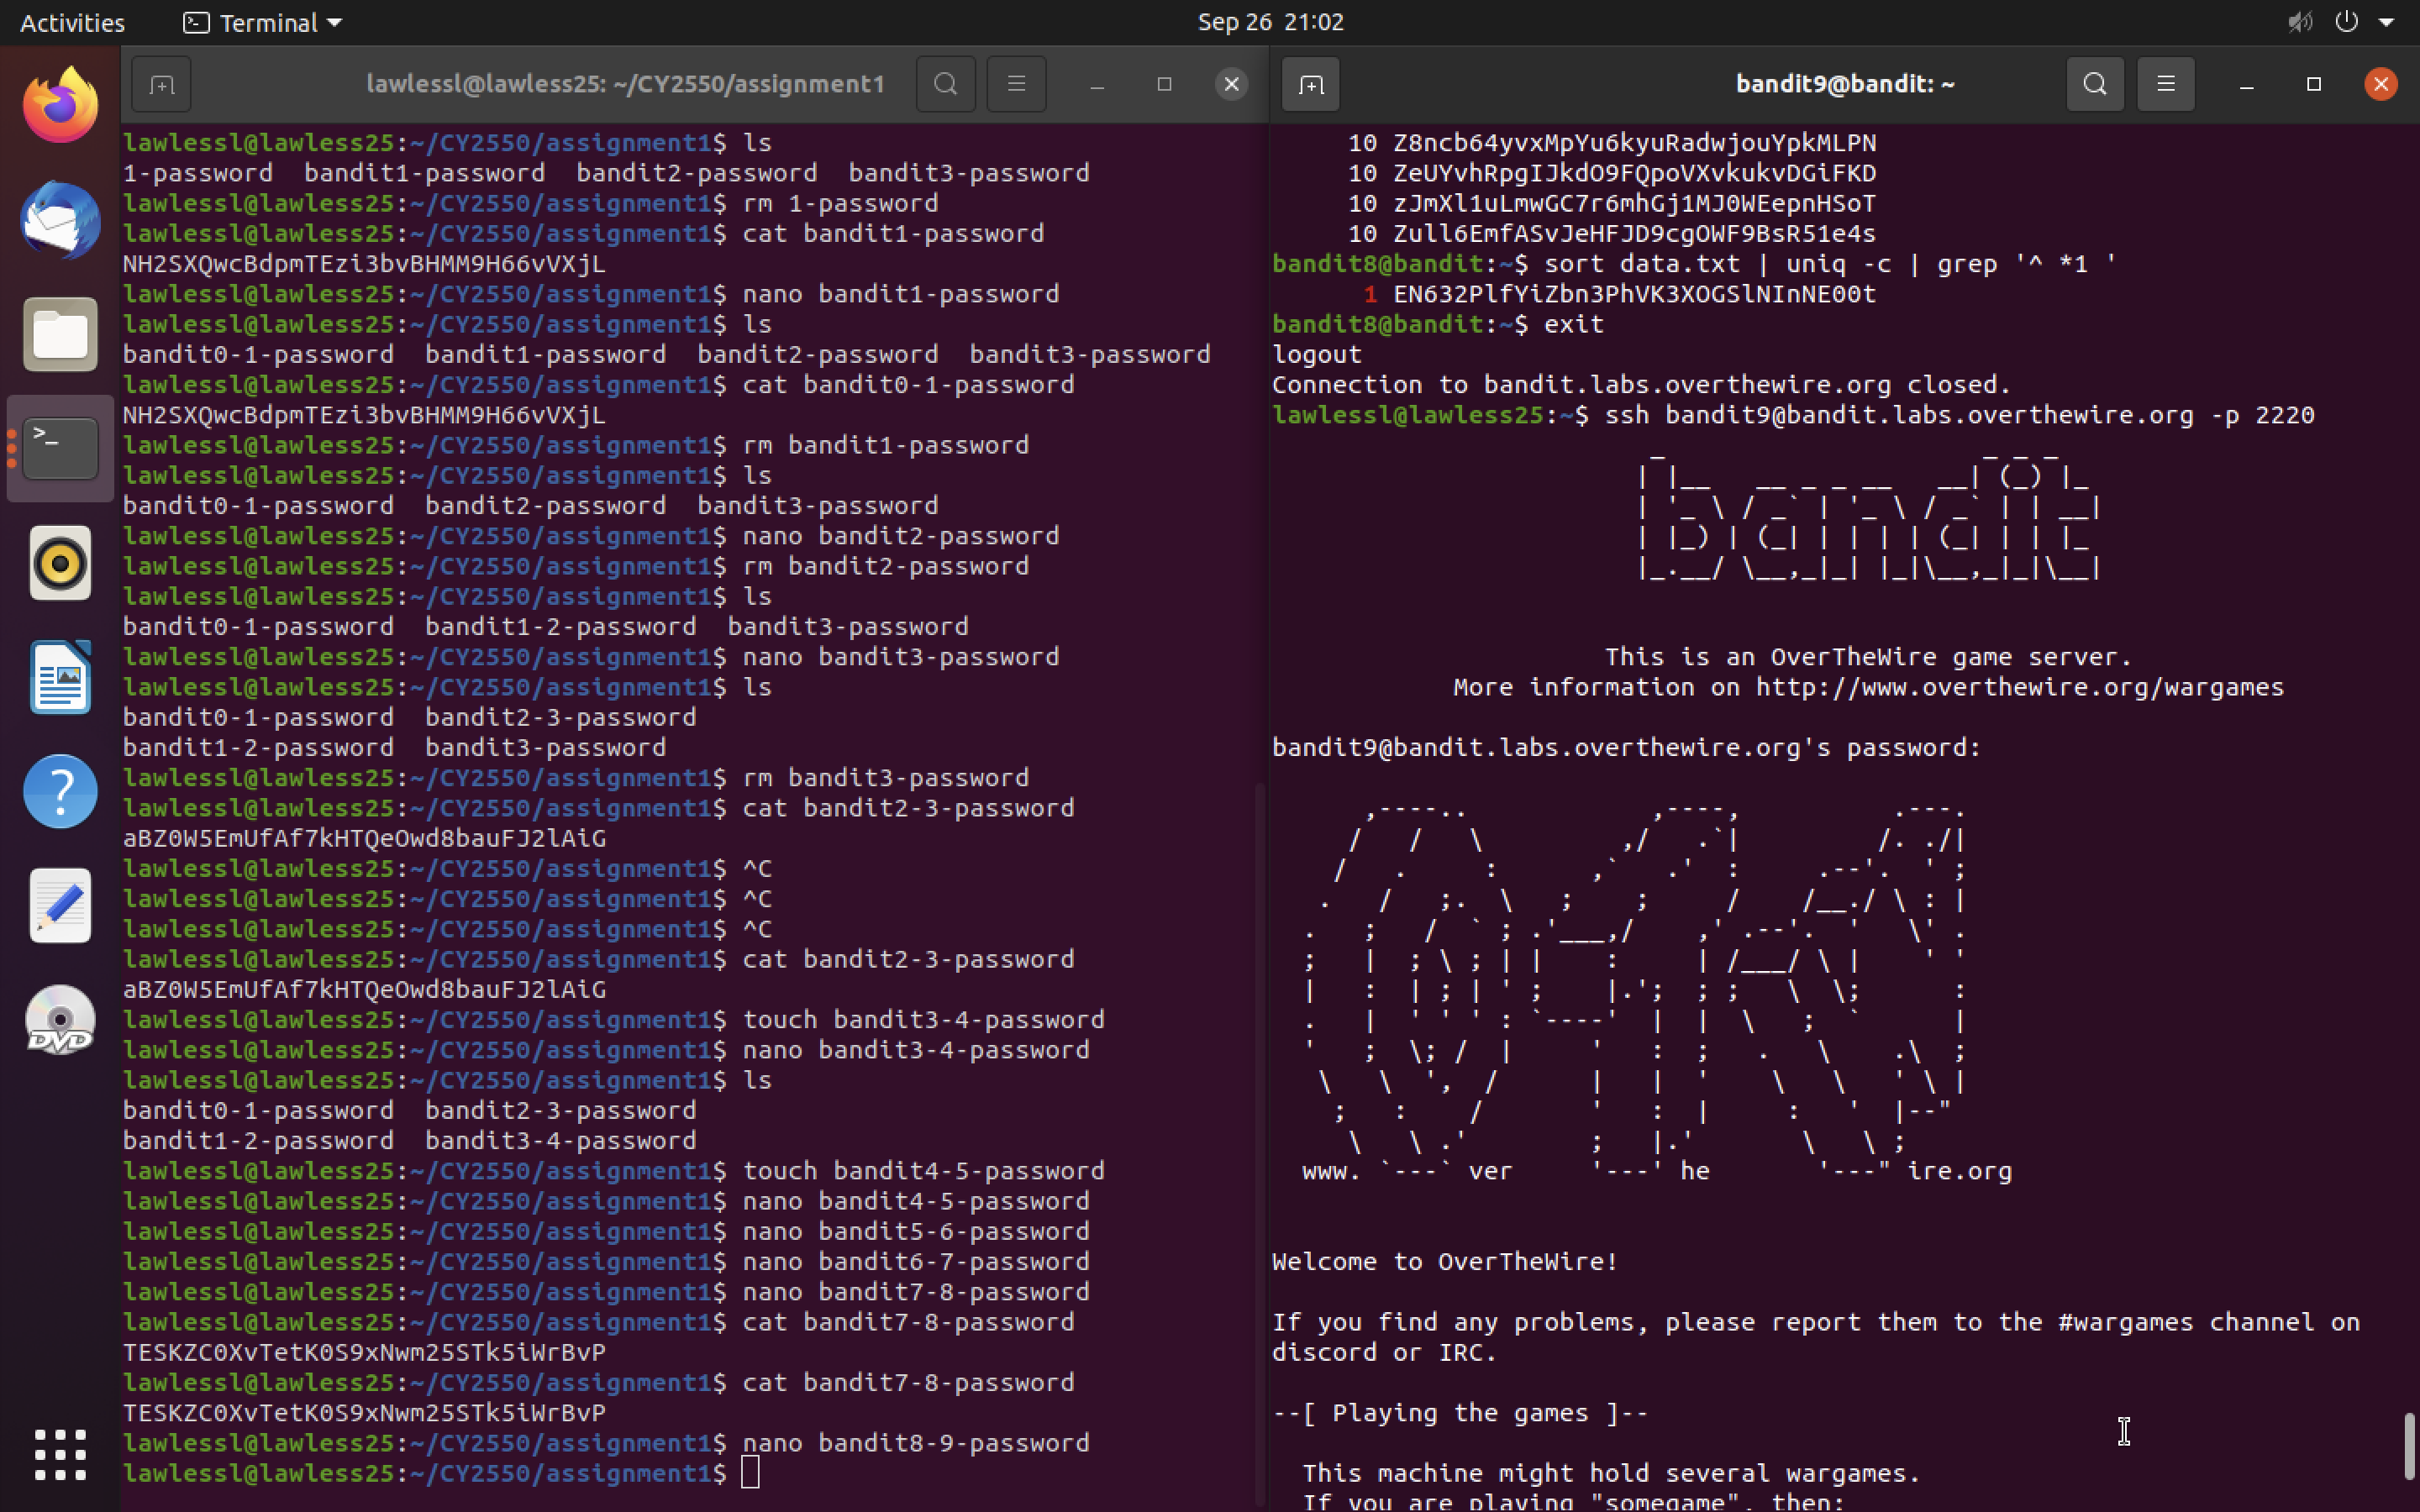 Activities
Terminal
Sep 26 21:02
lawlessl@lawless25: ~/CY2550/assignment1
lawlessl@lawless25:~/CY2550/assignment1$ ls
1-password  bandit1-password  bandit2-password  bandit3-password
lawlessl@lawless25:~/CY2550/assignment1$ rm 1-password
lawlessl@lawless25:~/CY2550/assignment1$ cat bandit1-password
NH2SXQwcBdpmTEzi3bvBHMM9H66vVXjL
lawlessl@lawless25:~/CY2550/assignment1$ nano bandit1-password
lawlessl@lawless25:~/CY2550/assignment1$ ls
bandit0-1-password  bandit1-password  bandit2-password  bandit3-password
lawlessl@lawless25:~/CY2550/assignment1$ cat bandit0-1-password
NH2SXQwcBdpmTEzi3bvBHMM9H66vVXjL
lawlessl@lawless25:~/CY2550/assignment1$ rm bandit1-password
lawlessl@lawless25:~/CY2550/assignment1$ ls
bandit0-1-password  bandit2-password  bandit3-password
lawlessl@lawless25:~/CY2550/assignment1$ nano bandit2-password
lawlessl@lawless25:~/CY2550/assignment1$ rm bandit2-password
lawlessl@lawless25:~/CY2550/assignment1$ ls
bandit0-1-password  bandit1-2-password  bandit3-password
lawlessl@lawless25:~/CY2550/assignment1$ nano bandit3-password
lawlessl@lawless25:~/CY2550/assignment1$ ls
bandit0-1-password  bandit2-3-password
bandit1-2-password  bandit3-password
lawlessl@lawless25:~/CY2550/assignment1$ rm bandit3-password
lawlessl@lawless25:~/CY2550/assignment1$ cat bandit2-3-password
aBZ0W5EmUfAf7kHTQeOwd8bauFJ2lAiG
lawlessl@lawless25:~/CY2550/assignment1$ ^C
lawlessl@lawless25:~/CY2550/assignment1$ ^C
lawlessl@lawless25:~/CY2550/assignment1$ ^C
lawlessl@lawless25:~/CY2550/assignment1$ cat bandit2-3-password
aBZ0W5EmUfAf7kHTQeOwd8bauFJ2lAiG
lawlessl@lawless25:~/CY2550/assignment1$ touch bandit3-4-password
lawlessl@lawless25:~/CY2550/assignment1$ nano bandit3-4-password
lawlessl@lawless25:~/CY2550/assignment1$ ls
bandit0-1-password  bandit2-3-password
bandit1-2-password  bandit3-4-password
lawlessl@lawless25:~/CY2550/assignment1$ touch bandit4-5-password
lawlessl@lawless25:~/CY2550/assignment1$ nano bandit4-5-password
lawlessl@lawless25:~/CY2550/assignment1$ nano bandit5-6-password
lawlessl@lawless25:~/CY2550/assignment1$ nano bandit6-7-password
lawlessl@lawless25:~/CY2550/assignment1$ nano bandit7-8-password
lawlessl@lawless25:~/CY2550/assignment1$ cat bandit7-8-password
TESKZC0XvTetK0S9xNwm25STk5iWrBvP
lawlessl@lawless25:~/CY2550/assignment1$ cat bandit7-8-password
TESKZC0XvTetK0S9xNwm25STk5iWrBvP
lawlessl@lawless25:~/CY2550/assignment1$ nano bandit8-9-password
lawlessl@lawless25:~/CY2550/assignment1$
bandit9@bandit: ~
10 Z8ncb64yvxMpYu6kyuRadwjouYpkMLPN
10 ZeUYvhRpgIJkdO9FQpoVXvkukvDGiFKD
10 zJmXl1uLmwGC7r6mhGj1MJ0WEepnHSoT
10 Zull6EmfASvJeHFJD9cgOWF9BsR51e4s
bandit8@bandit:~$ sort data.txt | uniq -c | grep '^ *1 '
1 EN632PlfYiZbn3PhVK3XOGSlNInNE00t
bandit8@bandit:~$ exit
logout
Connection to bandit.labs.overthewire.org closed.
lawlessl@lawless25:~$ ssh bandit9@bandit.labs.overthewire.org -p 2220
bandit
This is an OverTheWire game server.
More information on http://www.overthewire.org/wargames
bandit9@bandit.labs.overthewire.org's password:
www. `---` ver '---' he '---" ire.org
Welcome to OverTheWire!
If you find any problems, please report them to the #wargames channel on
discord or IRC.
--[ Playing the games ]--
This machine might hold several wargames.
If you are playing "somegame", then:
DVD